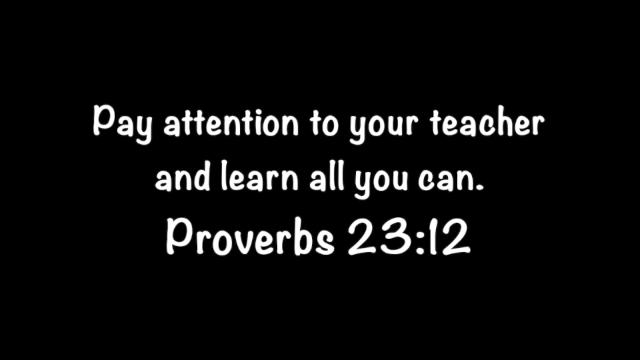 Pay attention to your teacher
and learn all you can.
Proverbs 23:12